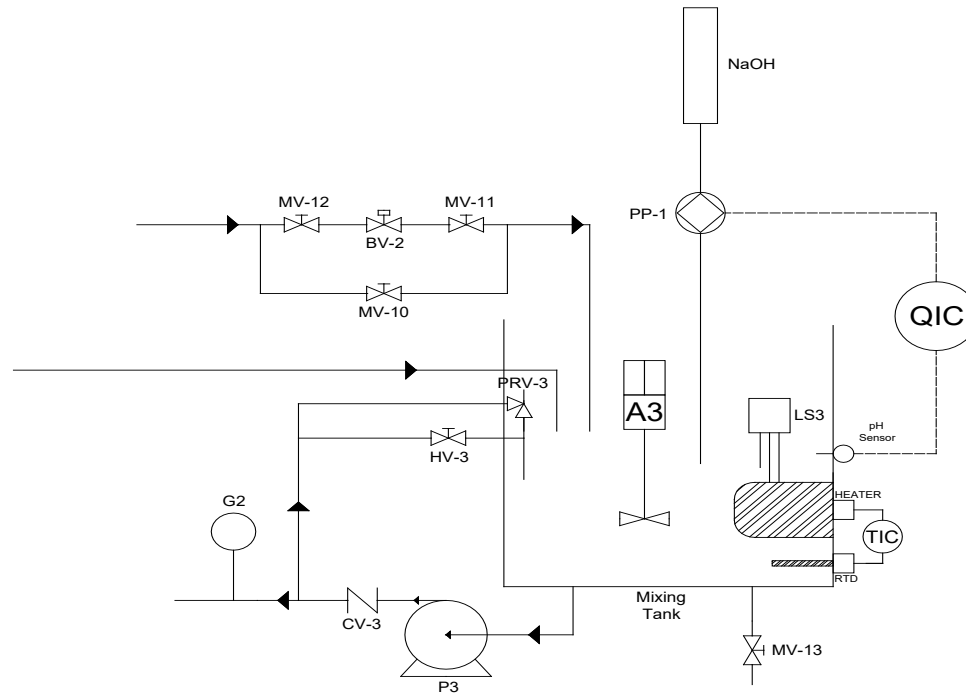 NaOH
MV-12
MV-11
PP-1
BV-2
MV-10
QIC
PRV-3
A3
LS3
pH
Sensor
HV-3
HEATER
G2
TIC
RTD
Mixing
Tank
CV-3
MV-13
P3